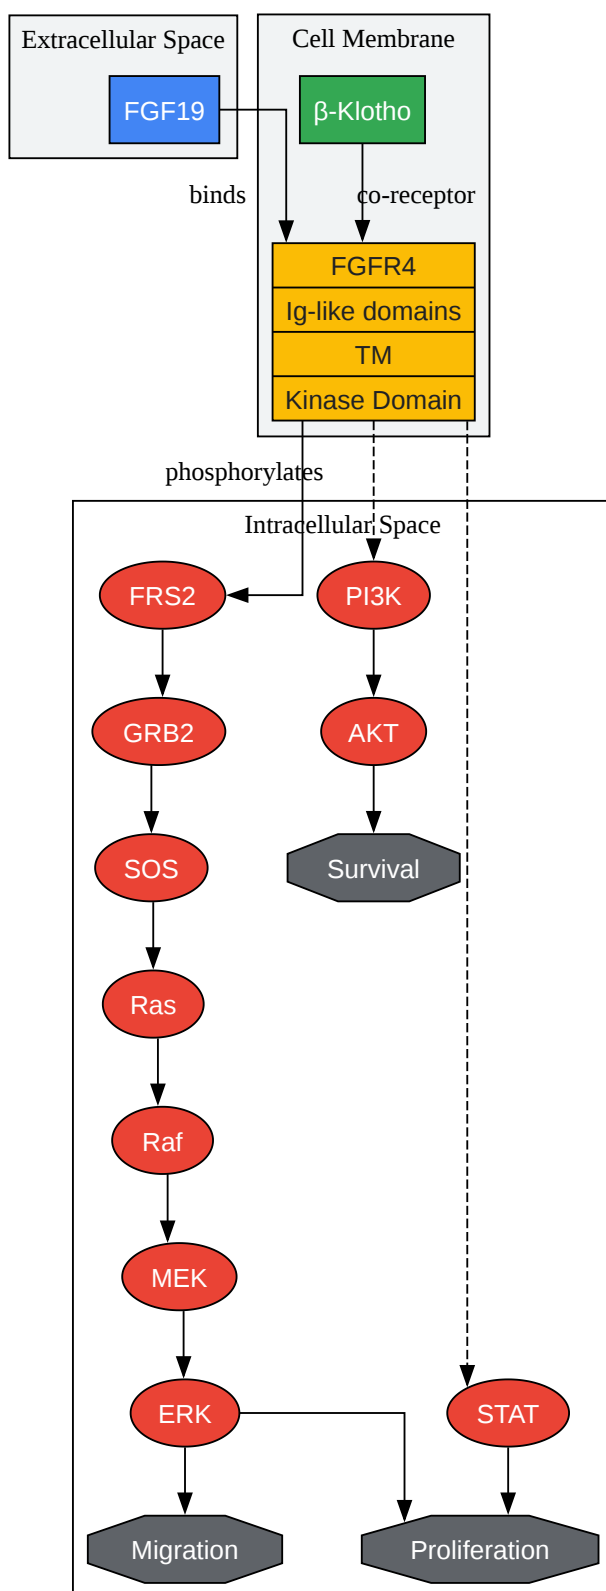 Extracellular Space
Cell Membrane
FGF19
β-Klotho
binds
co-receptor
FGFR4
Ig-like domains
TM
Kinase Domain
phosphorylates
Intracellular Space
FRS2
PI3K
GRB2
AKT
SOS
Survival
Ras
Raf
MEK
ERK
STAT
Migration
Proliferation